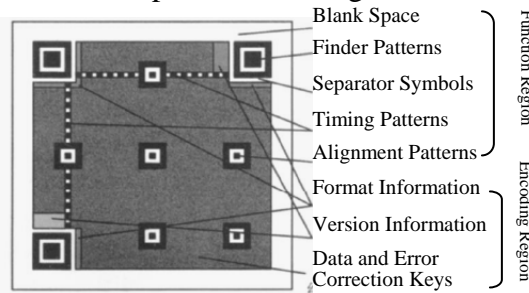 Blank Space
Finder Patterns
Separator Symbols
Timing Patterns
Alignment Patterns
Format Information
Version Information
Data and Error
Correction Keys
Function Region
Encoding Region